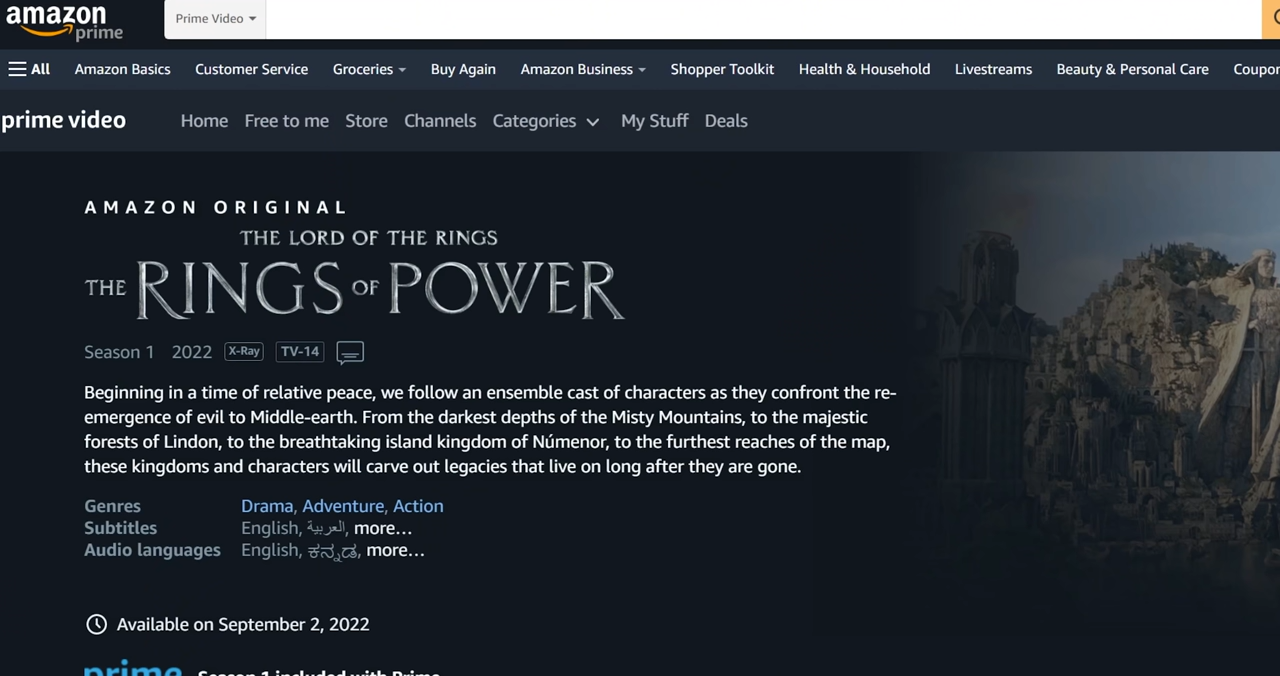 amazon
prime
Prime Video
All Amazon Basics Customer Service Groceries Buy Again Amazon Business Shopper Toolkit Health & Household Livestreams Beauty & Personal Care Coupon
prime video Home Free to me Store Channels Categories My Stuff Deals
AMAZON ORIGINAL
THE LORD OF THE RINGS
THE RINGS OF POWER
Season 1 2022 X-Ray TV-14
Beginning in a time of relative peace, we follow an ensemble cast of characters as they confront the re-
emergence of evil to Middle-earth. From the darkest depths of the Misty Mountains, to the majestic
forests of Lindon, to the breathtaking island kingdom of Númenor, to the furthest reaches of the map,
these kingdoms and characters will carve out legacies that live on long after they are gone.
Genres Drama, Adventure, Action
Subtitles English, العربية, more...
Audio languages English, ಕನ್ನಡ, more...
Available on September 2, 2022
prime Season 1 included with Prime